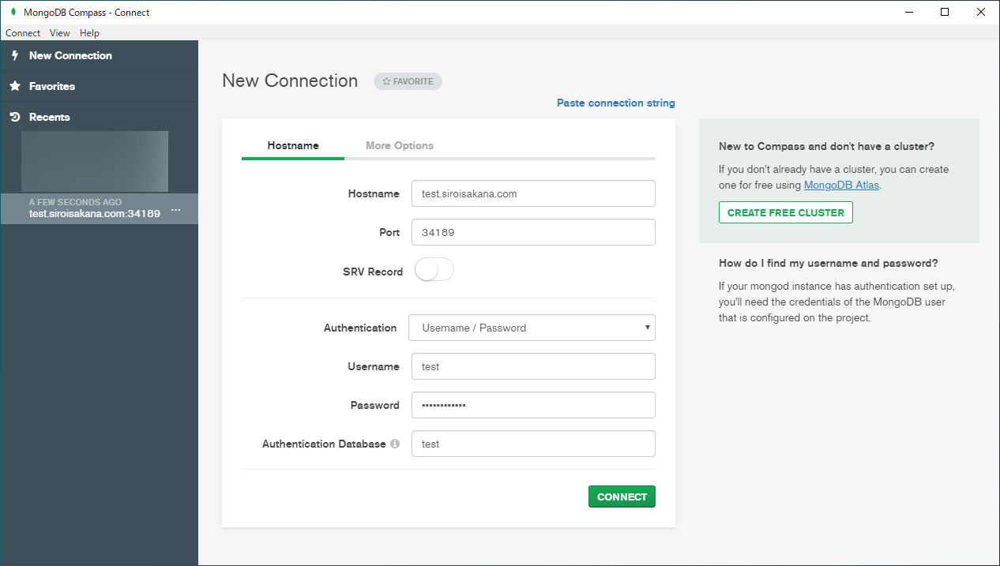 MongoDB Compass - Connect
Connect View Help
New Connection
Favorites
Recents
A FEW SECONDS AGO
test.siroisakana.com:34189
...
New Connection
FAVORITE
Paste connection string
Hostname More Options
Hostname test.siroisakana.com
Port 34189
SRV Record
Authentication Username / Password
Username test
Password ••••••••••••
Authentication Database test
CONNECT
New to Compass and don't have a cluster?
If you don't already have a cluster, you can create
one for free using MongoDB Atlas.
CREATE FREE CLUSTER
How do I find my username and password?
If your mongod instance has authentication set up,
you'll need the credentials of the MongoDB user
that is configured on the project.